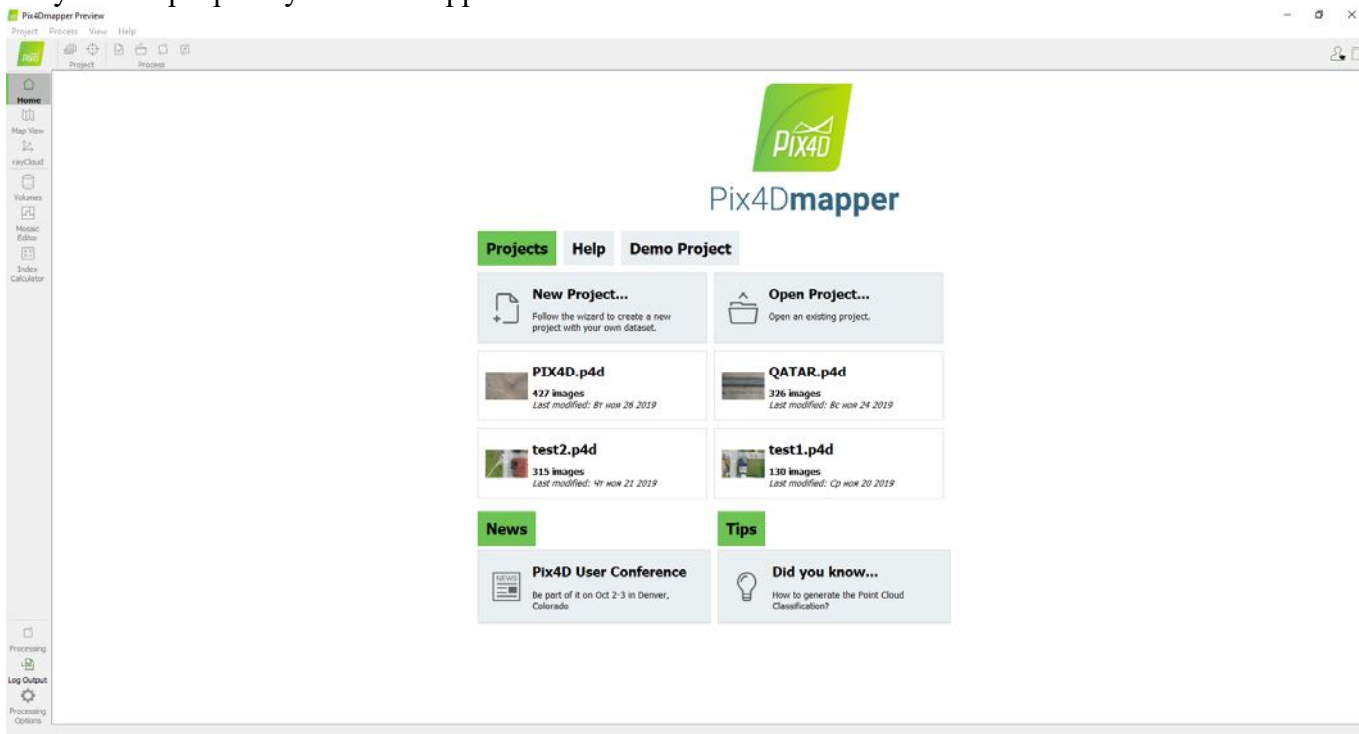 Pix4Dmapper Preview
Project Process View Help
PIX4D
Project Process
Home
Map View
rayCloud
Volumes
Mosaic
Editor
Index
Calculator
PIX4D
Pix4Dmapper
Projects Help Demo Project
New Project...
Follow the wizard to create a new
project with your own dataset.
Open Project...
Open an existing project.
PIX4D.p4d
427 images
Last modified: Вт ноя 26 2019
QATAR.p4d
326 images
Last modified: Вс ноя 24 2019
test2.p4d
315 images
Last modified: Чт ноя 21 2019
test1.p4d
130 images
Last modified: Ср ноя 20 2019
News
Tips
NEWS
Pix4D User Conference
Be part of it on Oct 2-3 in Denver,
Colorado
Did you know...
How to generate the Point Cloud
Classification?
Processing
Log Output
Processing
Options